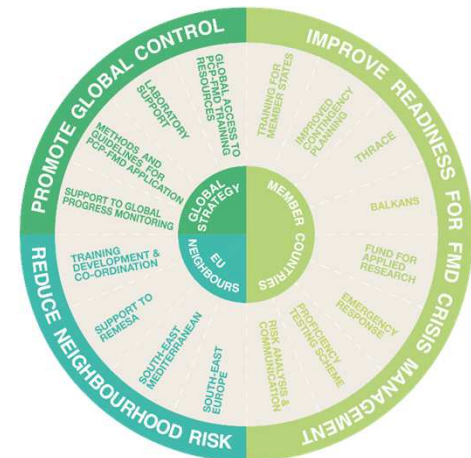 PROMOTE GLOBAL CONTROL
IMPROVE READINESS FOR FMD CRISIS MANAGEMENT
REDUCE NEIGHBOURHOOD RISK
GLOBAL
STRATEGY
MEMBER COUNTRIES
EU
NEIGHBOURS
SUPPORT TO GLOBAL
PROGRESS MONITORING
METHODS AND
GUIDELINES FOR
PCP-FMD APPLICATION
LABORATORY
SUPPORT
GLOBAL ACCESS TO
PCP-FMD TRAINING
RESOURCES
TRAINING FOR
MEMBER STATES
IMPROVED
CONTINGENCY
PLANNING
THRACE
BALKANS
FUND FOR
APPLIED
RESEARCH
EMERGENCY
RESPONSE
PROFICIENCY
TESTING SCHEME
RISK ANALYSIS &
COMMUNICATION
SOUTH-EAST
EUROPE
SOUTH-EAST
MEDITERRANEAN
SUPPORT TO
REMESA
TRAINING
DEVELOPMENT &
CO-ORDINATION